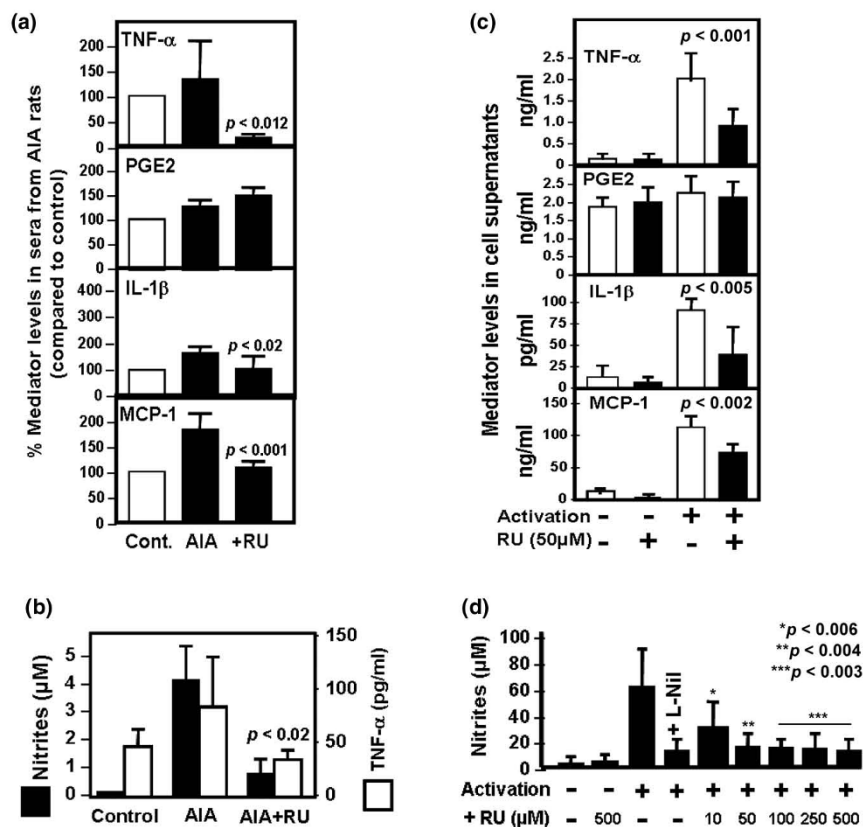 (a)
% Mediator levels in sera from AIA rats
(compared to control)
TNF-α
200
150
100
50
0
p < 0.012
PGE2
200
150
100
50
0
IL-1β
400
300
200
100
0
p < 0.02
MCP-1
200
150
100
50
0
p < 0.001
Cont. AIA +RU
(b)
Nitrites (µM)
5
4
3
2
1
0
150
100
50
0
TNF-α (pg/ml)
p < 0.02
Control AIA AIA+RU
(c)
Mediator levels in cell supernatants
TNF-α
p < 0.001
ng/ml
2.5
2.0
1.5
1.0
0.5
0
PGE2
ng/ml
2.5
2.0
1.5
1.0
0.5
0
IL-1β
p < 0.005
pg/ml
100
75
50
25
0
MCP-1
p < 0.002
ng/ml
150
100
50
0
Activation - - + +
RU (50µM) - + - +
(d)
Nitrites (µM)
100
80
60
40
20
0
*p < 0.006
**p < 0.004
***p < 0.003
+ L-Nil
*
**
***
Activation - - + + + + + + +
+ RU (µM) - 500 - - 10 50 100 250 500